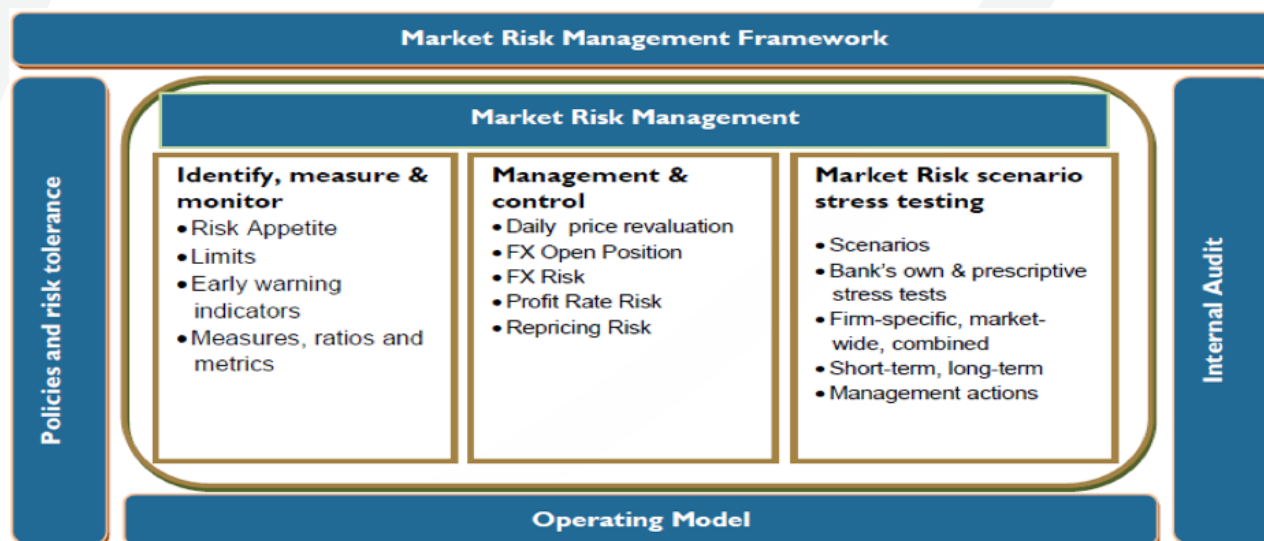 Market Risk Management Framework
Policies and risk tolerance
Market Risk Management
Identify, measure &
monitor
•Risk Appetite
•Limits
•Early warning
indicators
•Measures, ratios and
metrics
Management &
control
•Daily price revaluation
•FX Open Position
•FX Risk
•Profit Rate Risk
•Repricing Risk
Market Risk scenario
stress testing
•Scenarios
•Bank's own & prescriptive
stress tests
•Firm-specific, market-
wide, combined
•Short-term, long-term
•Management actions
Internal Audit
Operating Model